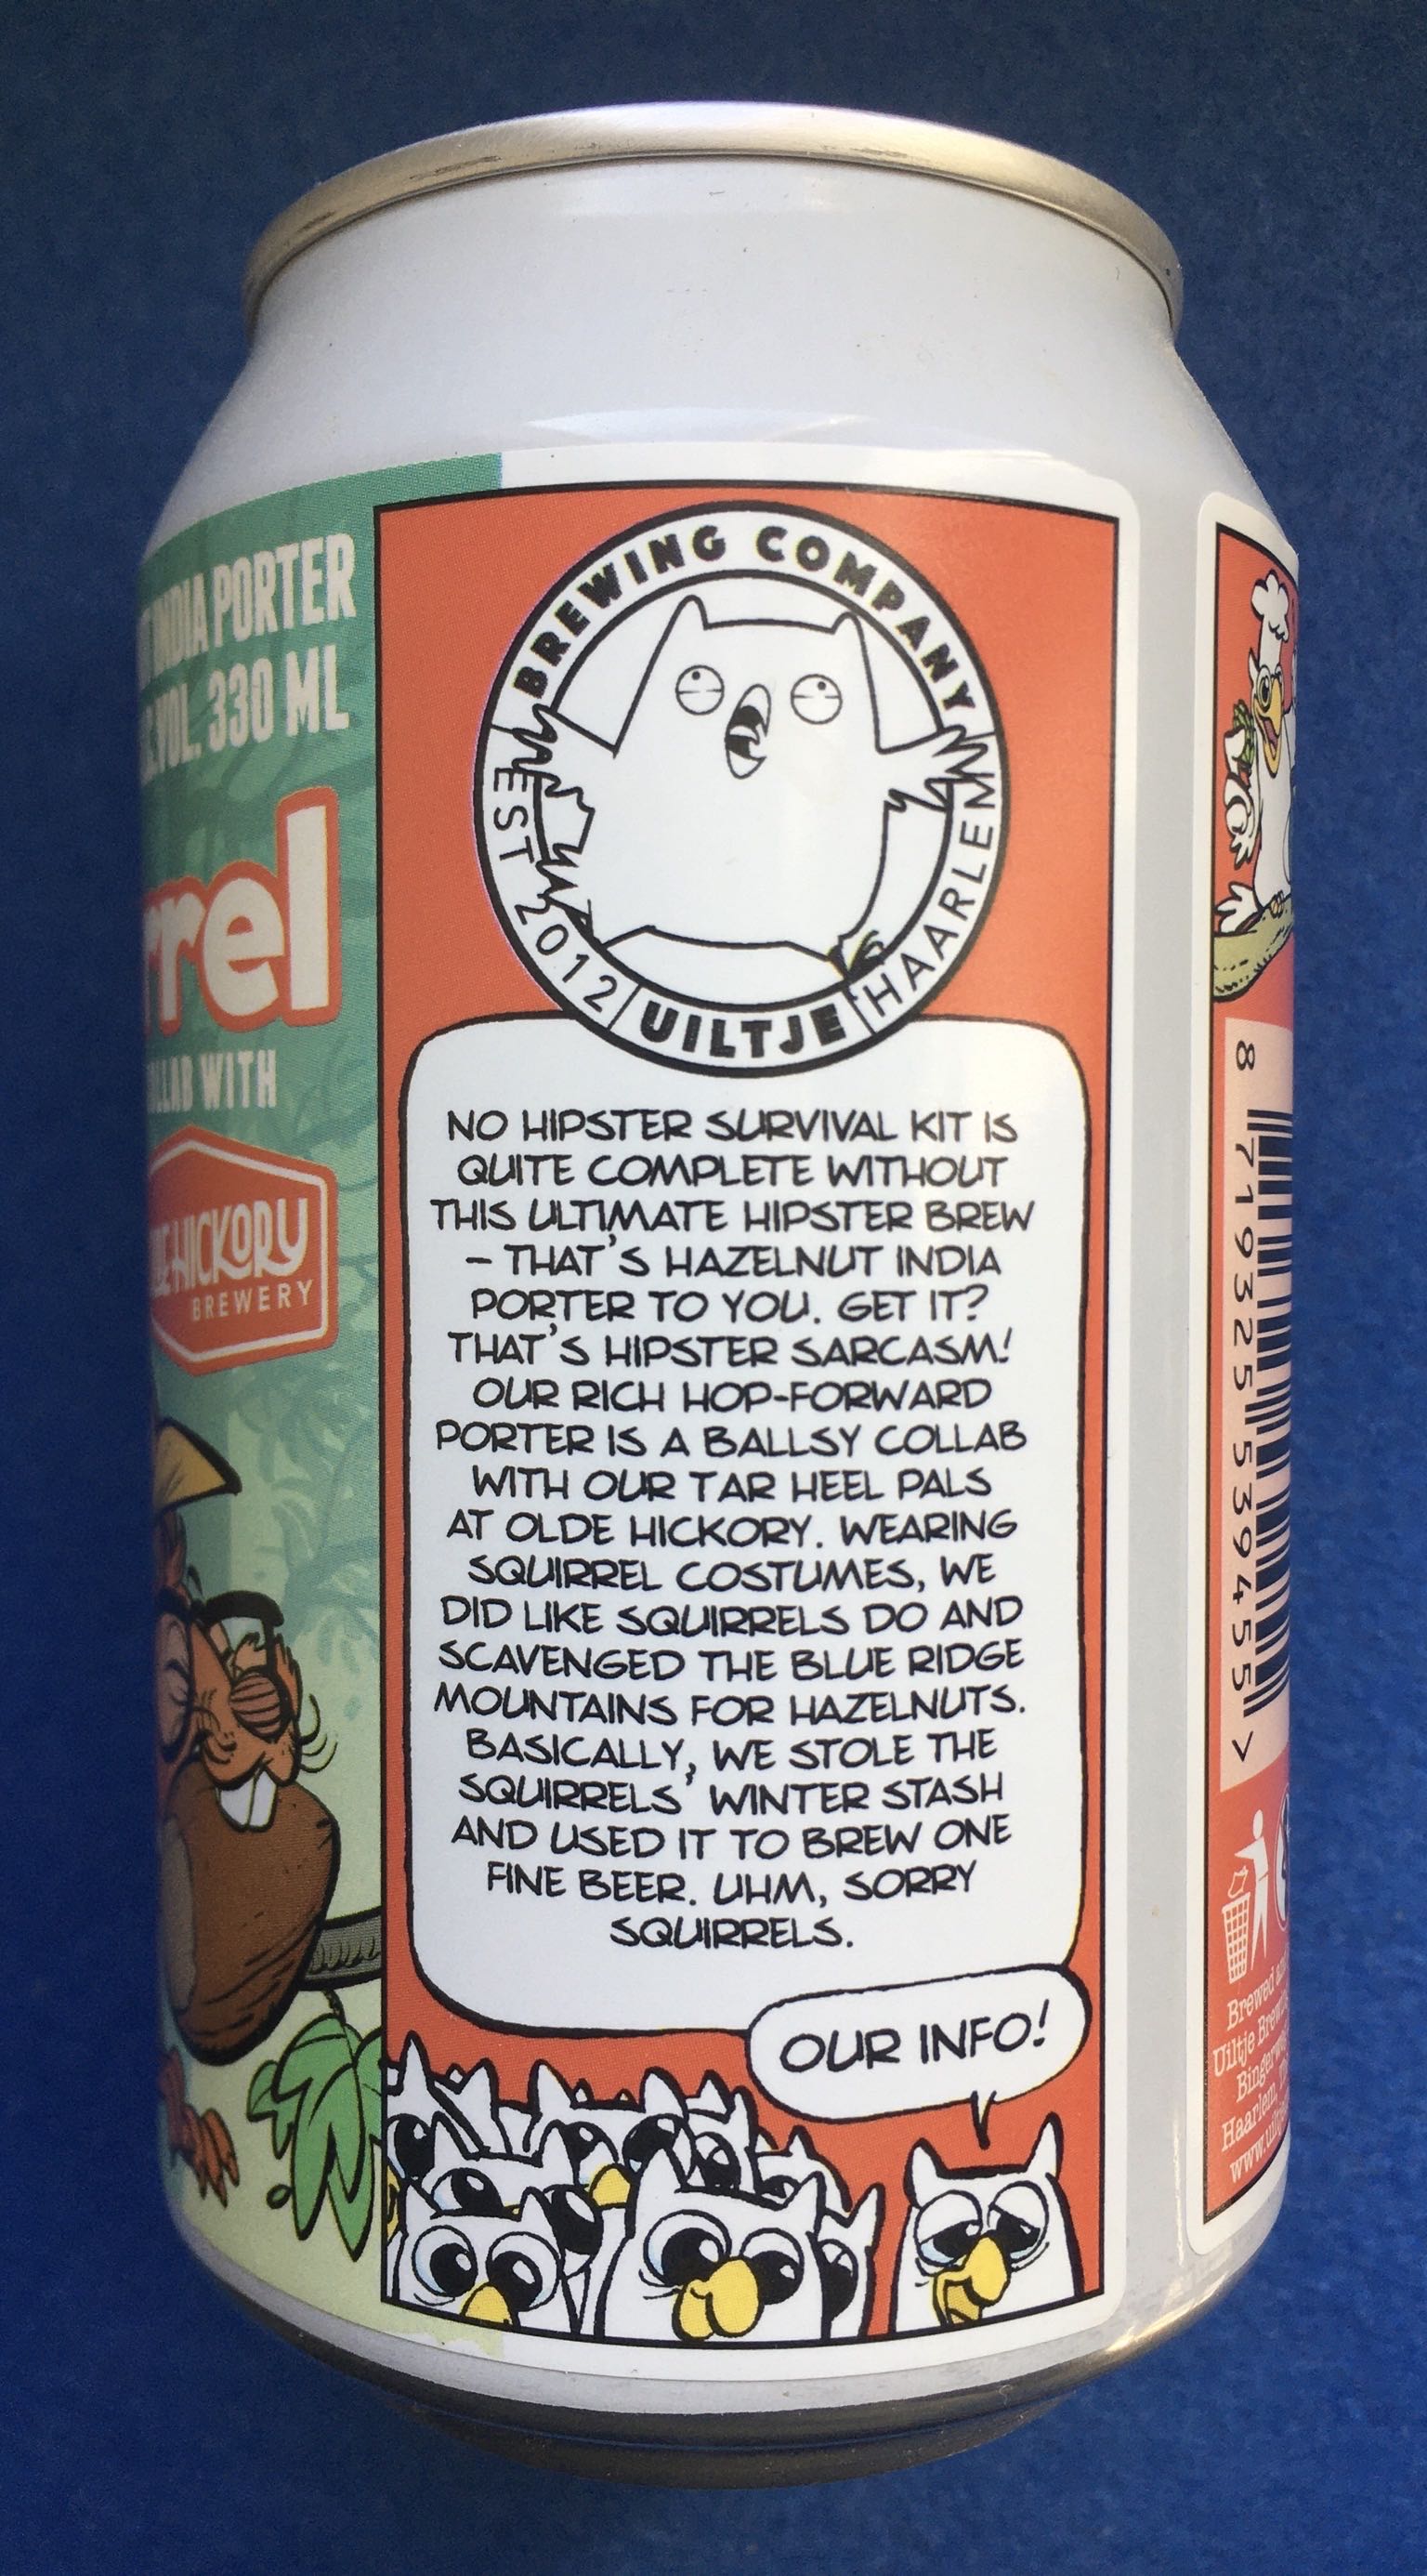 INDIA PORTER
VOL. 330 ML
rrel
COLLAB WITH
HICKORY
BREWERY
BREWING COMPANY
EST 2012
UILTJE
HAARLEM
NO HIPSTER SURVIVAL KIT IS
QUITE COMPLETE WITHOUT
THIS ULTIMATE HIPSTER BREW
– THAT'S HAZELNUT INDIA
PORTER TO YOU. GET IT?
THAT'S HIPSTER SARCASM!
OUR RICH HOP-FORWARD
PORTER IS A BALLSY COLLAB
WITH OUR TAR HEEL PALS
AT OLDE HICKORY. WEARING
SQUIRREL COSTUMES, WE
DID LIKE SQUIRRELS DO AND
SCAVENGED THE BLUE RIDGE
MOUNTAINS FOR HAZELNUTS.
BASICALLY, WE STOLE THE
SQUIRRELS' WINTER STASH
AND USED IT TO BREW ONE
FINE BEER. UHM, SORRY
SQUIRRELS.
OUR INFO!
8 719325 539455 >
Brewed
Uiltje
Haarlem,